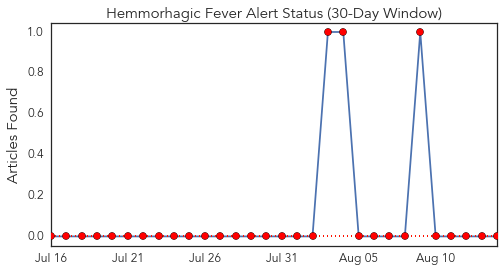 Hemmorhagic Fever Alert Status (30-Day Window)
Articles Found
1.0
0.8
0.6
0.4
0.2
0.0
Jul 16 Jul 21 Jul 26 Jul 31 Aug 05 Aug 10